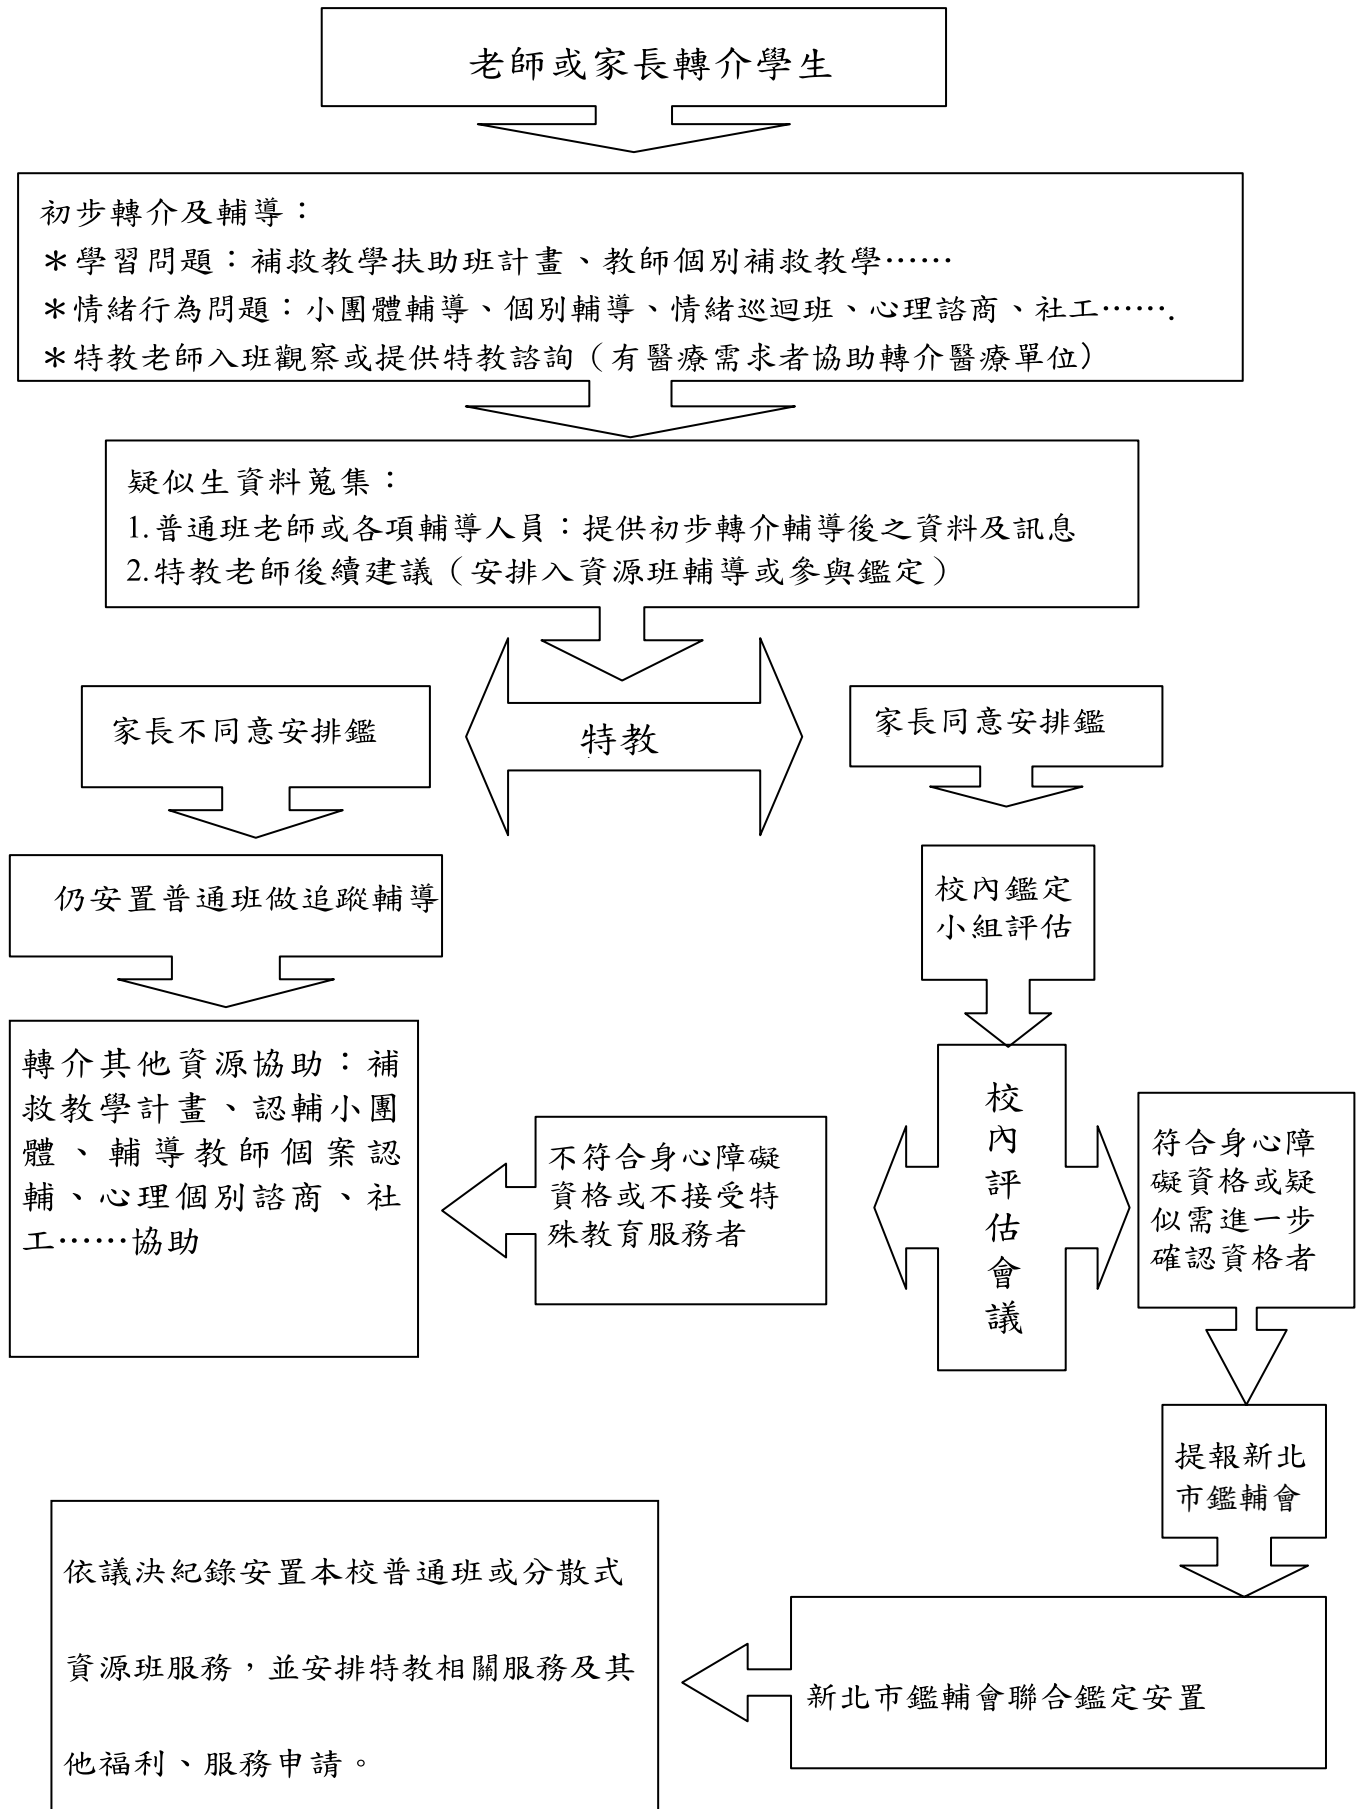 老師或家長轉介學生
初步轉介及輔導：
＊學習問題：補救教學扶助班計畫、教師個別補救教學……
＊情緒行為問題：小團體輔導、個別輔導、情緒巡迴班、心理諮商、社工…….
＊特教老師入班觀察或提供特教諮詢（有醫療需求者協助轉介醫療單位）
疑似生資料蒐集：
1.普通班老師或各項輔導人員：提供初步轉介輔導後之資料及訊息
2.特教老師後續建議（安排入資源班輔導或參與鑑定）
家長不同意安排鑑
特教
家長同意安排鑑
仍安置普通班做追蹤輔導
校內鑑定
小組評估
轉介其他資源協助：補
救教學計畫、認輔小團
體、輔導教師個案認
輔、心理個別諮商、社
工……協助
不符合身心障礙
資格或不接受特
殊教育服務者
校
內
評
估
會
議
符合身心障
礙資格或疑
似需進一步
確認資格者
提報新北
市鑑輔會
新北市鑑輔會聯合鑑定安置
依議決紀錄安置本校普通班或分散式
資源班服務，並安排特教相關服務及其
他福利、服務申請。